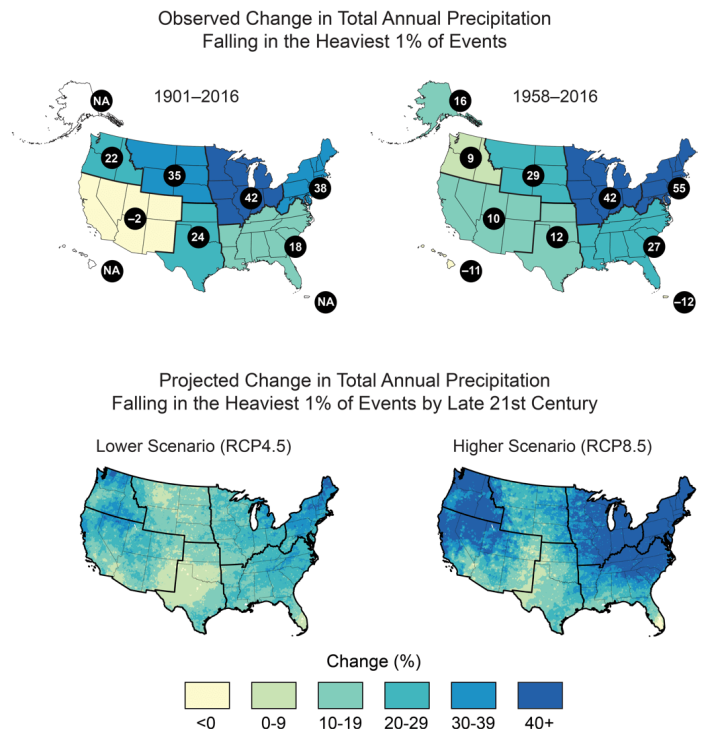 Observed Change in Total Annual Precipitation
Falling in the Heaviest 1% of Events
1901–2016
NA
22
35
–2
24
42
38
18
NA
NA
1958–2016
16
9
29
10
12
42
55
27
–11
–12
Projected Change in Total Annual Precipitation
Falling in the Heaviest 1% of Events by Late 21st Century
Lower Scenario (RCP4.5)
Higher Scenario (RCP8.5)
Change (%)
<0
0-9
10-19
20-29
30-39
40+